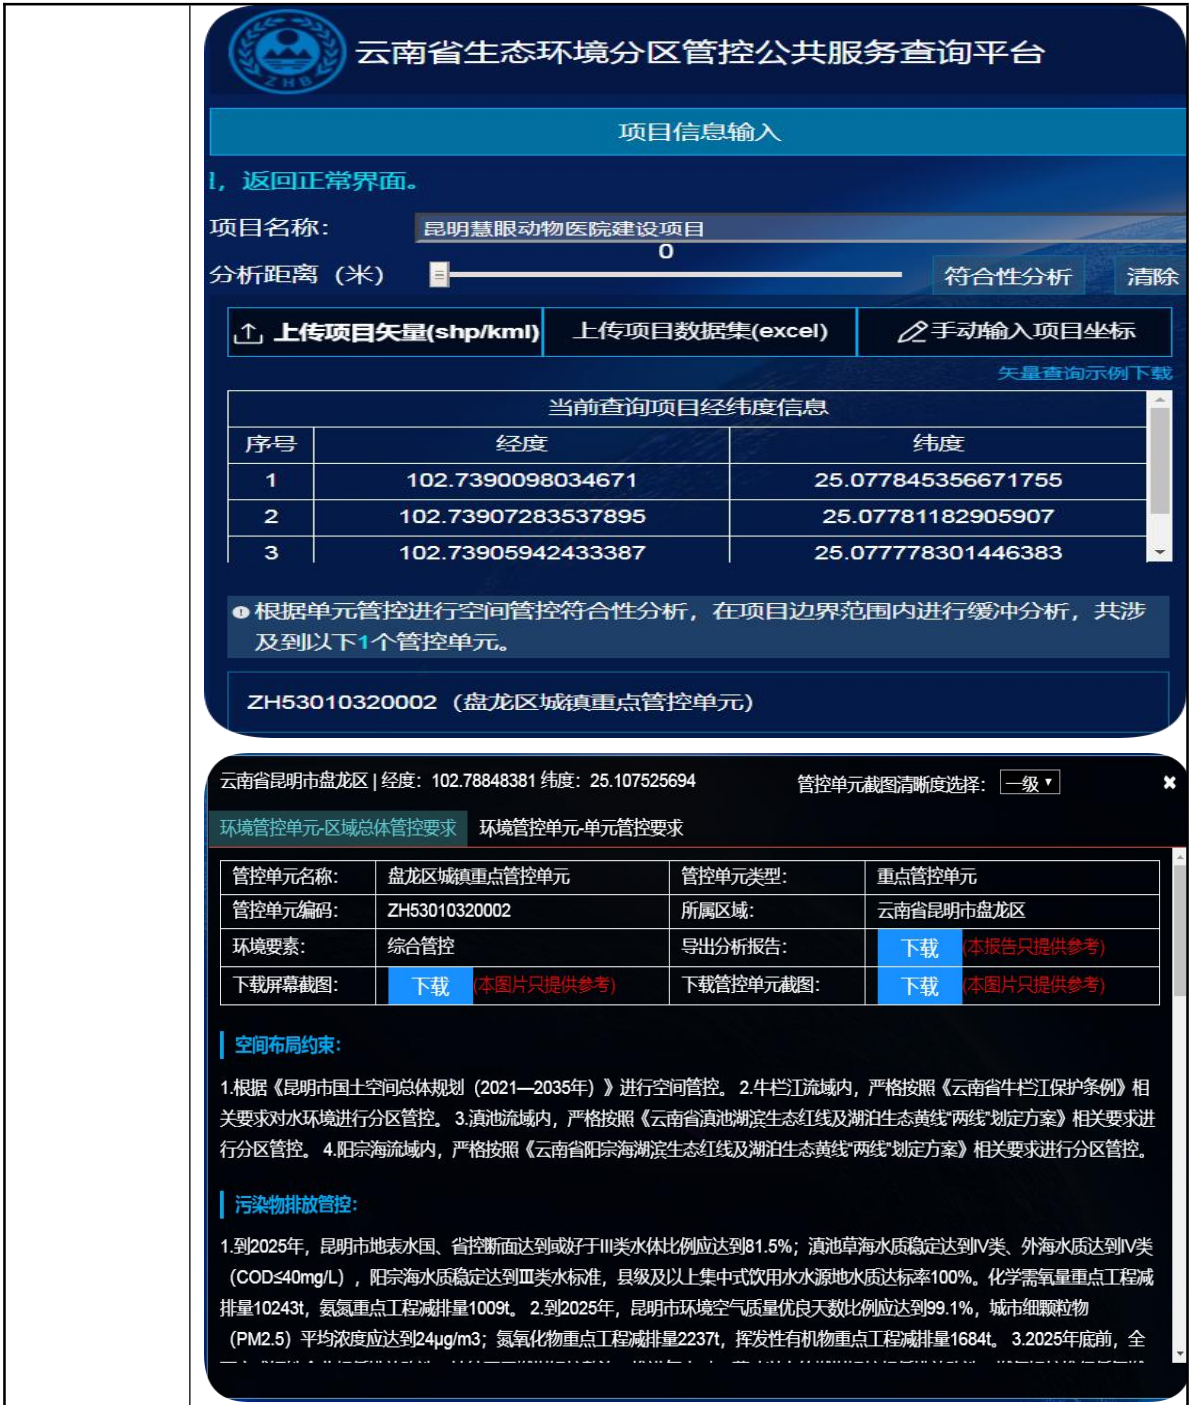 云南省生态环境分区管控公共服务查询平台
ZHB
项目信息输入
，返回正常界面。
项目名称： 昆明慧眼动物医院建设项目
0
分析距离（米） 符合性分析 清除
上传项目矢量(shp/kml) 上传项目数据集(excel) 手动输入项目坐标
矢量查询示例下载
当前查询项目经纬度信息
序号 经度 纬度
1 102.7390098034671 25.077845356671755
2 102.73907283537895 25.07781182905907
3 102.73905942433387 25.077778301446383
根据单元管控进行空间管控符合性分析，在项目边界范围内进行缓冲分析，共涉
及到以下1个管控单元。
ZH53010320002（盘龙区城镇重点管控单元）
云南省昆明市盘龙区 | 经度：102.78848381 纬度：25.107525694 管控单元截图清晰度选择： 一级
环境管控单元-区域总体管控要求 环境管控单元-单元管控要求
管控单元名称： 盘龙区城镇重点管控单元 管控单元类型： 重点管控单元
管控单元编码： ZH53010320002 所属区域： 云南省昆明市盘龙区
环境要素： 综合管控 导出分析报告： 下载 (本报告只提供参考)
下载屏幕截图： 下载 (本图片只提供参考) 下载管控单元截图： 下载 (本图片只提供参考)
空间布局约束：
1.根据《昆明市国土空间总体规划（2021—2035年）》进行空间管控。 2.牛栏江流域内，严格按照《云南省牛栏江保护条例》相
关要求对水环境进行分区管控。 3.滇池流域内，严格按照《云南省滇池湖滨生态红线及湖泊生态黄线“两线”划定方案》相关要求进
行分区管控。 4.阳宗海流域内，严格按照《云南省阳宗海湖滨生态红线及湖泊生态黄线“两线”划定方案》相关要求进行分区管控。
污染物排放管控：
1.到2025年，昆明市地表水国、省控断面达到或好于III类水体比例应达到81.5%；滇池草海水质稳定达到Ⅳ类、外海水质达到Ⅳ类
（COD≤40mg/L），阳宗海水质稳定达到Ⅲ类水标准，县级及以上集中式饮用水水源地水质达标率100%。化学需氧量重点工程减
排量10243t，氨氮重点工程减排量1009t。 2.到2025年，昆明市环境空气质量优良天数比例应达到99.1%，城市细颗粒物
（PM2.5）平均浓度应达到24μg/m3；氮氧化物重点工程减排量2237t，挥发性有机物重点工程减排量1684t。 3.2025年底前，全